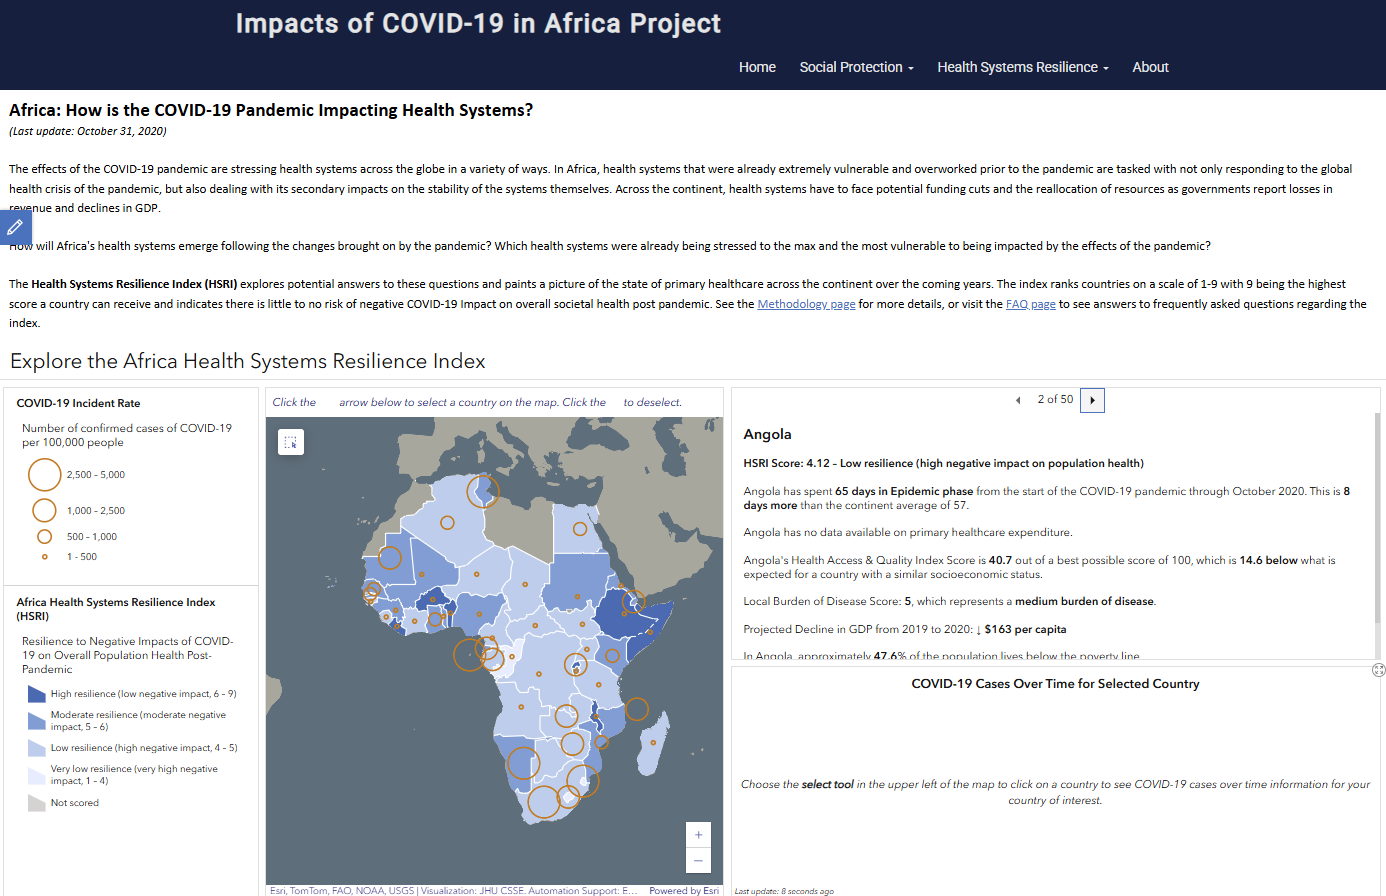 Impacts of COVID-19 in Africa Project
Home Social Protection Health Systems Resilience About
Africa: How is the COVID-19 Pandemic Impacting Health Systems?
(Last update: October 31, 2020)
The effects of the COVID-19 pandemic are stressing health systems across the globe in a variety of ways. In Africa, health systems that were already extremely vulnerable and overworked prior to the pandemic are tasked with not only responding to the global
health crisis of the pandemic, but also dealing with its secondary impacts on the stability of the systems themselves. Across the continent, health systems have to face potential funding cuts and the reallocation of resources as governments report losses in
revenue and declines in GDP.
How will Africa's health systems emerge following the changes brought on by the pandemic? Which health systems were already being stressed to the max and the most vulnerable to being impacted by the effects of the pandemic?
The Health Systems Resilience Index (HSRI) explores potential answers to these questions and paints a picture of the state of primary healthcare across the continent over the coming years. The index ranks countries on a scale of 1-9 with 9 being the highest
score a country can receive and indicates there is little to no risk of negative COVID-19 Impact on overall societal health post pandemic. See the Methodology page for more details, or visit the FAQ page to see answers to frequently asked questions regarding the
index.
Explore the Africa Health Systems Resilience Index
COVID-19 Incident Rate
Number of confirmed cases of COVID-19
per 100,000 people
2,500 - 5,000
1,000 - 2,500
500 - 1,000
1 - 500
Africa Health Systems Resilience Index
(HSRI)
Resilience to Negative Impacts of COVID-
19 on Overall Population Health Post-
Pandemic
High resilience (low negative impact, 6 - 9)
Moderate resilience (moderate negative
impact, 5 - 6)
Low resilience (high negative impact, 4 - 5)
Very low resilience (very high negative
impact, 1 - 4)
Not scored
Click the arrow below to select a country on the map. Click the to deselect.
+
−
Esri, TomTom, FAO, NOAA, USGS | Visualization: JHU CSSE. Automation Support: E... Powered by Esri
2 of 50
Angola
HSRI Score: 4.12 - Low resilience (high negative impact on population health)
Angola has spent 65 days in Epidemic phase from the start of the COVID-19 pandemic through October 2020. This is 8
days more than the continent average of 57.
Angola has no data available on primary healthcare expenditure.
Angola's Health Access & Quality Index Score is 40.7 out of a best possible score of 100, which is 14.6 below what is
expected for a country with a similar socioeconomic status.
Local Burden of Disease Score: 5, which represents a medium burden of disease.
Projected Decline in GDP from 2019 to 2020: ↓ $163 per capita
In Angola, approximately 47.6% of the population lives below the poverty line
COVID-19 Cases Over Time for Selected Country
Choose the select tool in the upper left of the map to click on a country to see COVID-19 cases over time information for your
country of interest.
Last update: 8 seconds ago